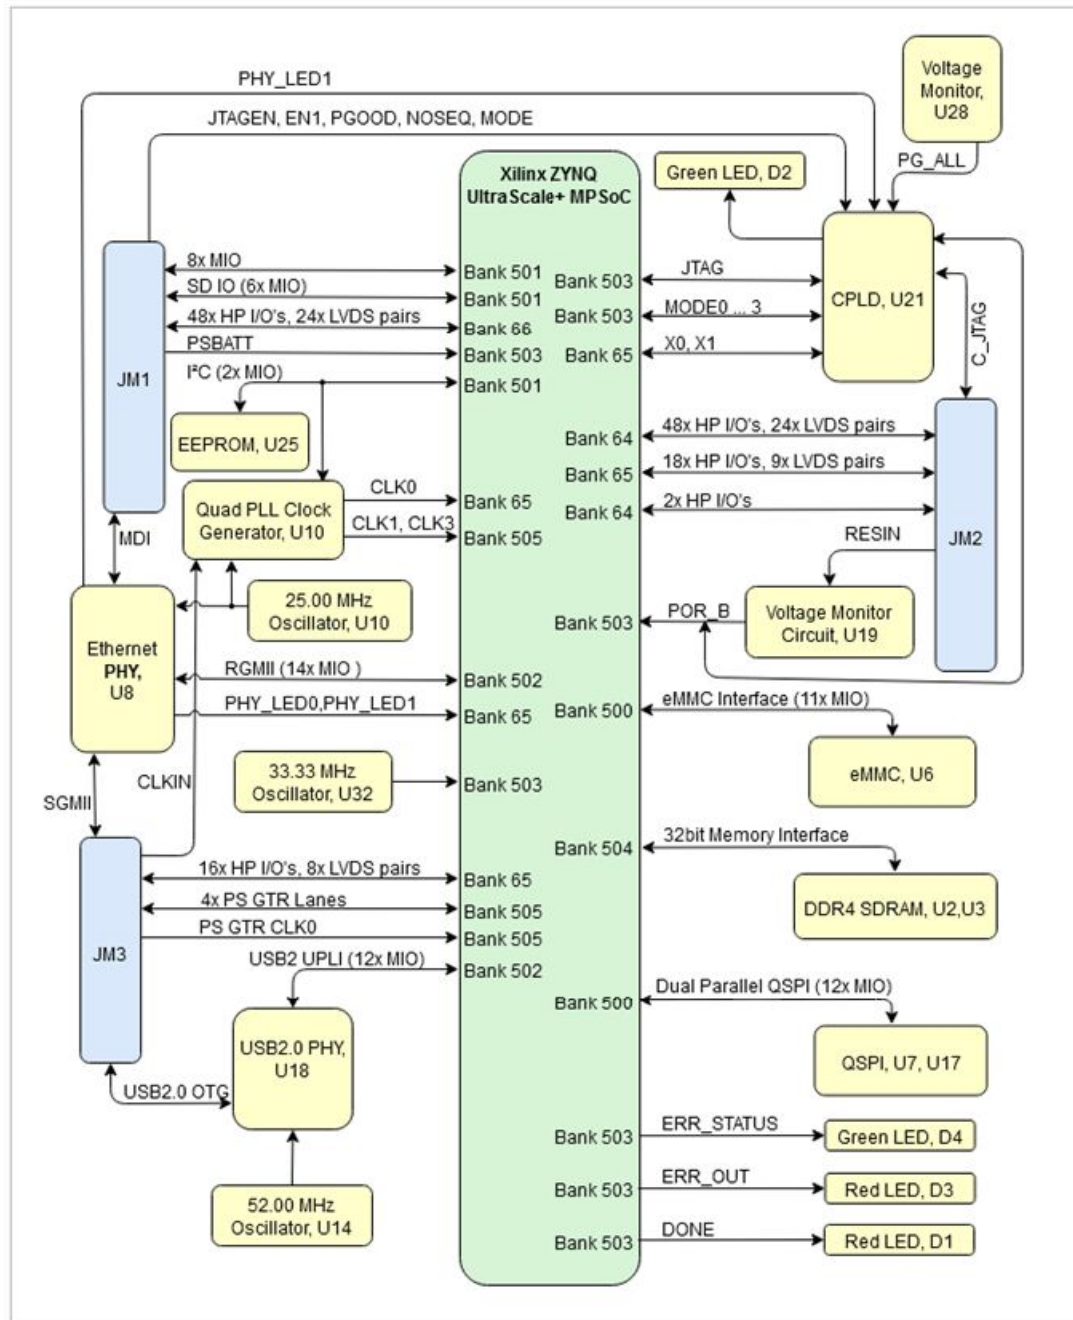 PHY_LED1
JTAGEN, EN1, PGOOD, NOSEQ, MODE
Voltage
Monitor,
U28
PG_ALL
Xilinx ZYNQ
UltraScale+ MPSoC
Green LED, D2
CPLD, U21
JM1
8x MIO
Bank 501
SD IO (6x MIO)
Bank 501
48x HP I/O's, 24x LVDS pairs
Bank 66
PSBATT
Bank 503
I²C (2x MIO)
Bank 501
Bank 503
JTAG
Bank 503
MODE0 ... 3
Bank 65
X0, X1
C_JTAG
EEPROM, U25
Quad PLL Clock
Generator, U10
CLK0
Bank 65
CLK1, CLK3
Bank 505
Bank 64
48x HP I/O's, 24x LVDS pairs
Bank 65
18x HP I/O's, 9x LVDS pairs
Bank 64
2x HP I/O's
JM2
RESIN
MDI
25.00 MHz
Oscillator, U10
Ethernet
PHY,
U8
Bank 503
POR_B
Voltage Monitor
Circuit, U19
RGMII (14x MIO )
Bank 502
PHY_LED0,PHY_LED1
Bank 65
Bank 500
eMMC Interface (11x MIO)
eMMC, U6
33.33 MHz
Oscillator, U32
Bank 503
CLKIN
SGMII
Bank 504
32bit Memory Interface
DDR4 SDRAM, U2,U3
JM3
16x HP I/O's, 8x LVDS pairs
Bank 65
4x PS GTR Lanes
Bank 505
PS GTR CLK0
Bank 505
USB2 UPLI (12x MIO)
Bank 502
Bank 500
Dual Parallel QSPI (12x MIO)
QSPI, U7, U17
USB2.0 PHY,
U18
USB2.0 OTG
52.00 MHz
Oscillator, U14
Bank 503
ERR_STATUS
Green LED, D4
Bank 503
ERR_OUT
Red LED, D3
Bank 503
DONE
Red LED, D1